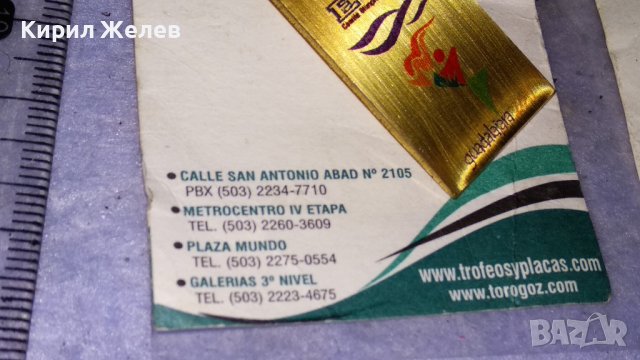 Кирил Желев
• CALLE SAN ANTONIO ABAD Nº 2105
PBX (503) 2234-7710
• METROCENTRO IV ETAPA
TEL. (503) 2260-3609
• PLAZA MUNDO
TEL. (503) 2275-0554
• GALERIAS 3º NIVEL
TEL. (503) 2223-4675
www.trofeosyplacas.com
www.torogoz.com
BAZAR.BG